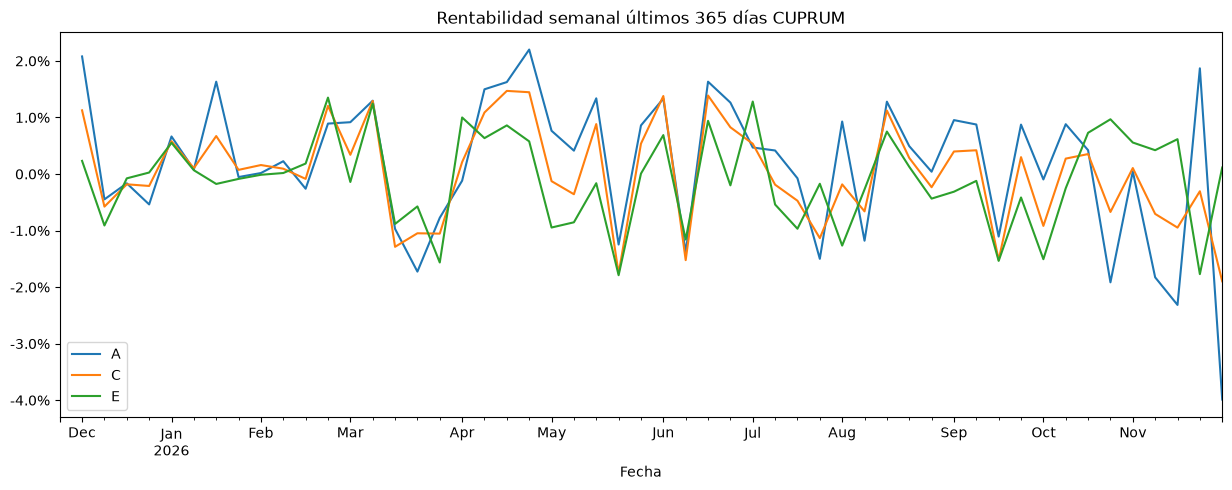 Rentabilidad semanal últimos 365 días CUPRUM
2.0%
1.0%
0.0%
-1.0%
-2.0%
-3.0%
-4.0%
A
C
E
Dec Jan Feb Mar Apr May Jun Jul Aug Sep Oct Nov
2026
Fecha